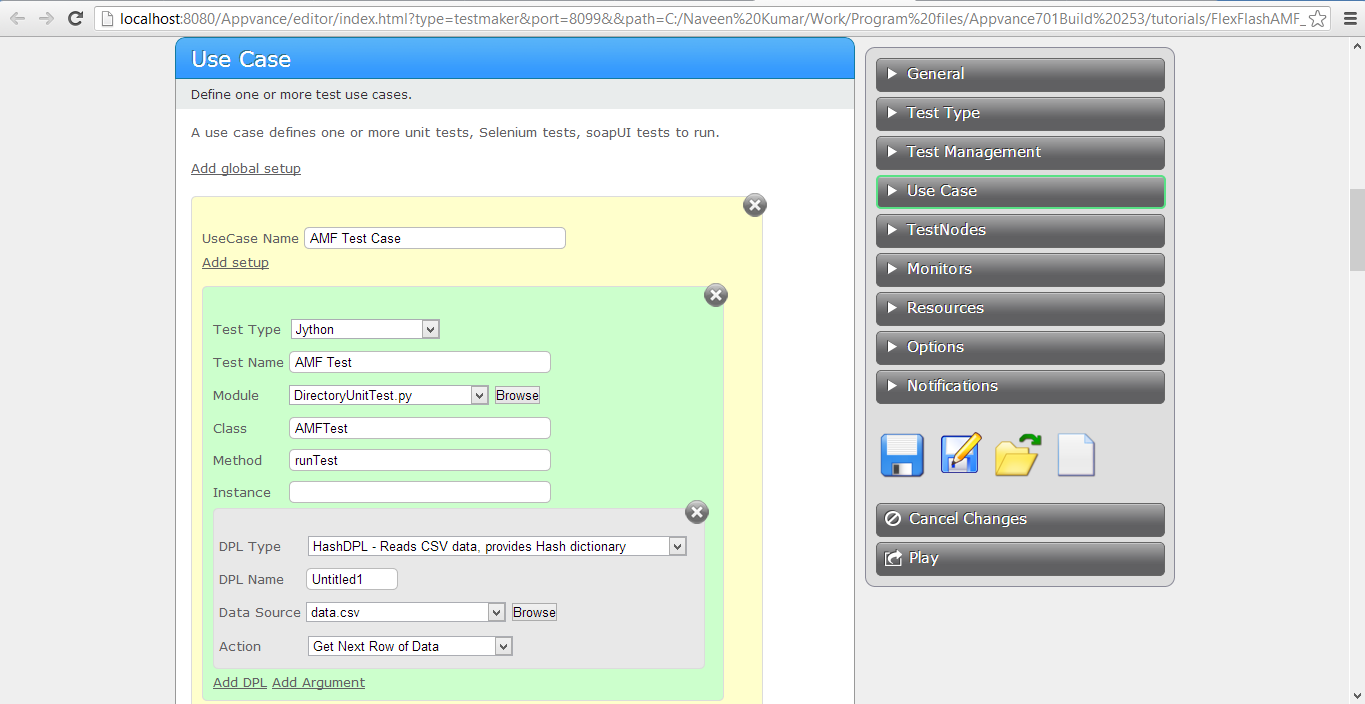 localhost:8080/Appvance/editor/index.html?type=testmaker&port=8099&&path=C:/Naveen%20Kumar/Work/Program%20files/Appvance701Build%20253/tutorials/FlexFlashAMF_
Use Case
Define one or more test use cases.
A use case defines one or more unit tests, Selenium tests, soapUI tests to run.
Add global setup
UseCase Name AMF Test Case
Add setup
Test Type Jython
Test Name AMF Test
Module DirectoryUnitTest.py Browse
Class AMFTest
Method runTest
Instance
DPL Type HashDPL - Reads CSV data, provides Hash dictionary
DPL Name Untitled1
Data Source data.csv Browse
Action Get Next Row of Data
Add DPL Add Argument
General
Test Type
Test Management
Use Case
TestNodes
Monitors
Resources
Options
Notifications
Cancel Changes
Play